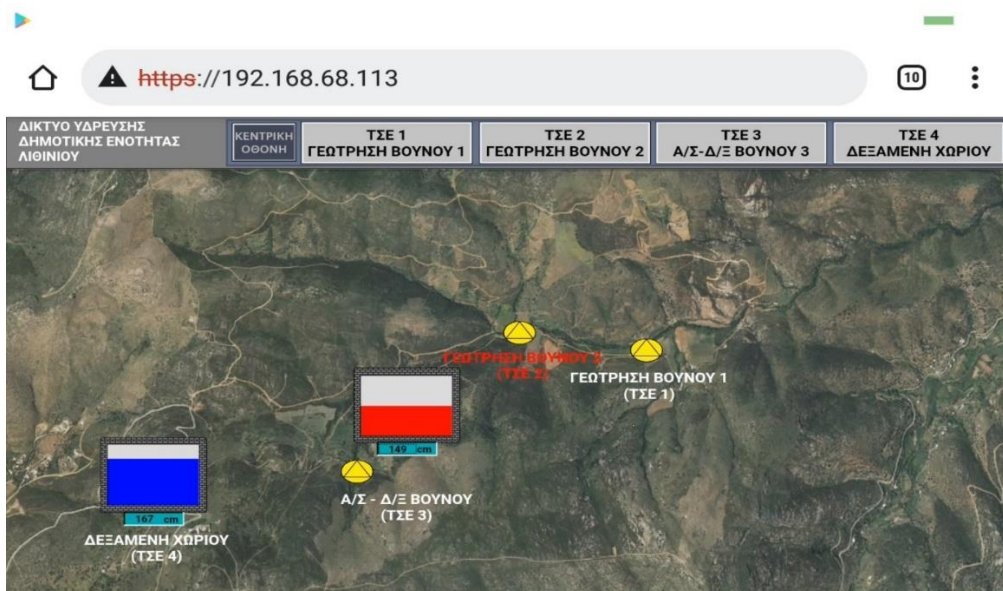 https://192.168.68.113
10
ΔΙΚΤΥΟ ΥΔΡΕΥΣΗΣ
ΔΗΜΟΤΙΚΗΣ ΕΝΟΤΗΤΑΣ
ΛΙΘΙΝΙΟΥ
ΚΕΝΤΡΙΚΗ
ΟΘΟΝΗ
ΤΣΕ 1
ΓΕΩΤΡΗΣΗ ΒΟΥΝΟΥ 1
ΤΣΕ 2
ΓΕΩΤΡΗΣΗ ΒΟΥΝΟΥ 2
ΤΣΕ 3
Α/Σ-Δ/Ξ ΒΟΥΝΟΥ 3
ΤΣΕ 4
ΔΕΞΑΜΕΝΗ ΧΩΡΙΟΥ
ΓΕΩΤΡΗΣΗ ΒΟΥΝΟΥ 2
(ΤΣΕ 2)
ΓΕΩΤΡΗΣΗ ΒΟΥΝΟΥ 1
(ΤΣΕ 1)
149 cm
Α/Σ - Δ/Ξ ΒΟΥΝΟΥ
(ΤΣΕ 3)
167 cm
ΔΕΞΑΜΕΝΗ ΧΩΡΙΟΥ
(ΤΣΕ 4)